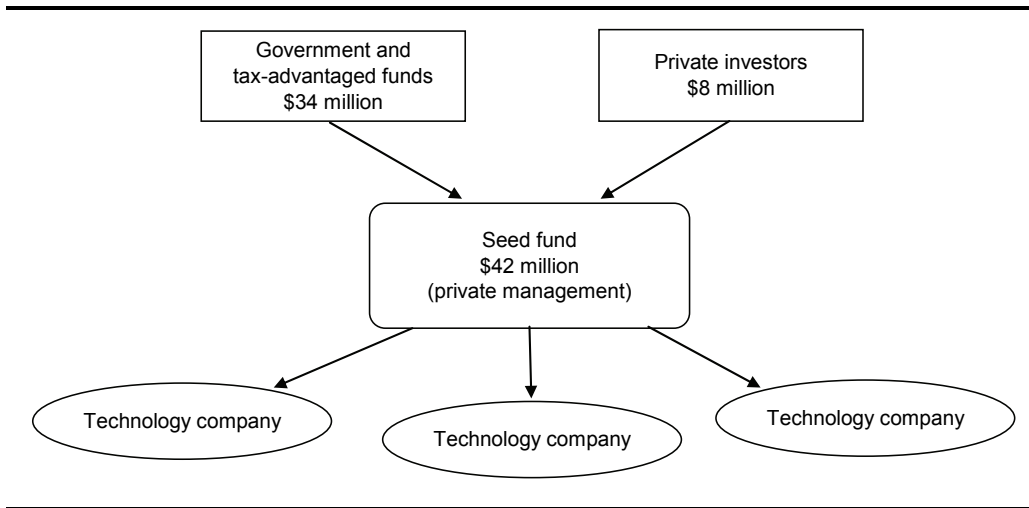 Government and
tax-advantaged funds
$34 million
Private investors
$8 million
Seed fund
$42 million
(private management)
Technology company
Technology company
Technology company